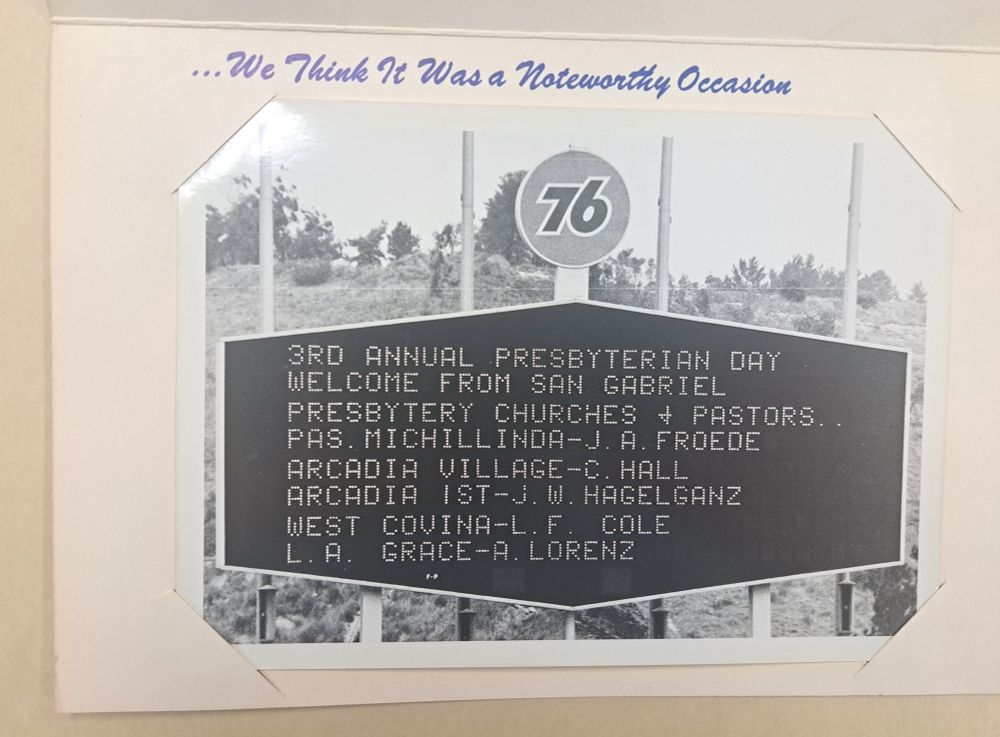 ...We Think It Was a Noteworthy Occasion
76
3RD ANNUAL PRESBYTERIAN DAY
WELCOME FROM SAN GABRIEL
PRESBYTERY CHURCHES & PASTORS..
PAS. MICHILLINDA-J.A. FROEDE
ARCADIA VILLAGE-C. HALL
ARCADIA 1ST-J.W. HAGELGANZ
WEST COVINA-L.F. COLE
L.A. GRACE-A. LORENZ
F-P